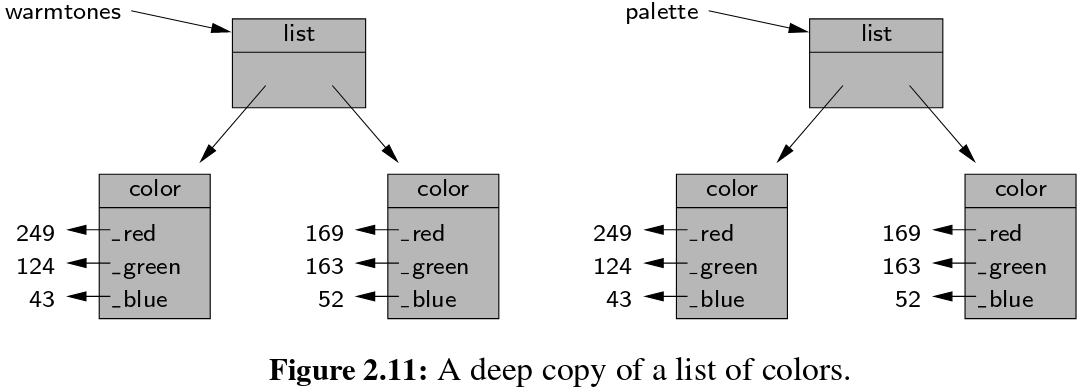 warmtones
list
palette
list
color
color
color
color
249 _red
169 _red
249 _red
169 _red
124 _green
163 _green
124 _green
163 _green
43 _blue
52 _blue
43 _blue
52 _blue
Figure 2.11: A deep copy of a list of colors.